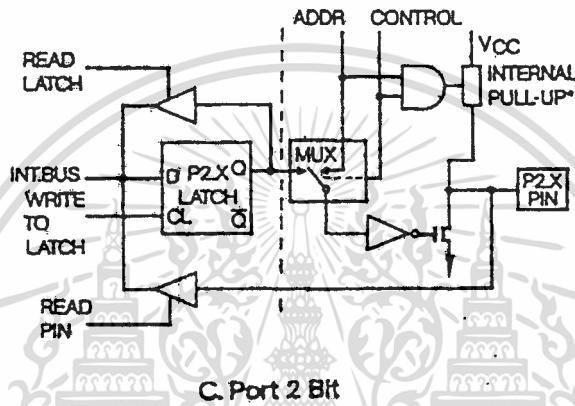 ADDR CONTROL
READ
LATCH
VCC
INTERNAL
PULL-UP*
MUX
INT.BUS
WRITE
TO
LATCH
D P2.X Q
LATCH
CL Q̅
P2.X
PIN
READ
PIN
C. Port 2 Bit